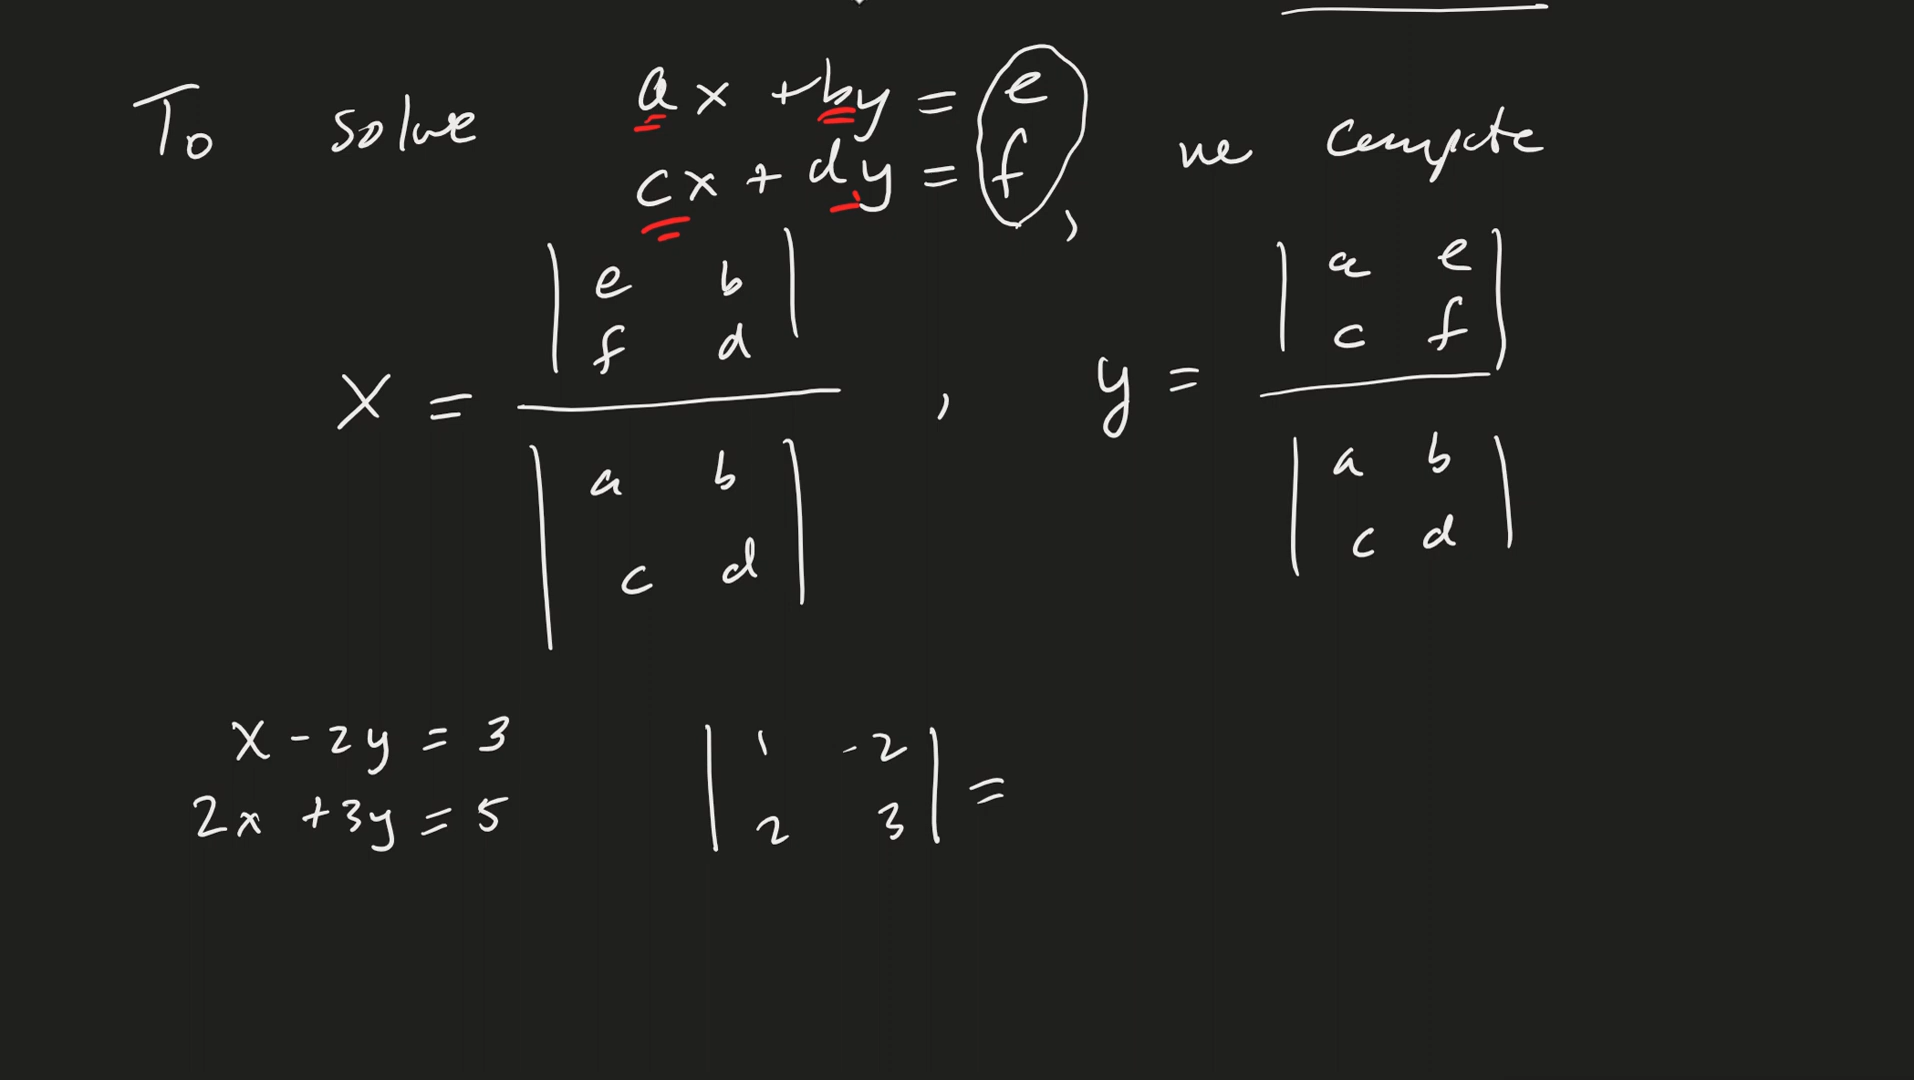 To solve ax + by = e
cx + dy = f , we compute
x = | e b | / | a b | , y = | a e | / | a b |
| f d | | c d | | c f | | c d |
x - 2y = 3 | 1 -2 | =
2x + 3y = 5 | 2 3 |